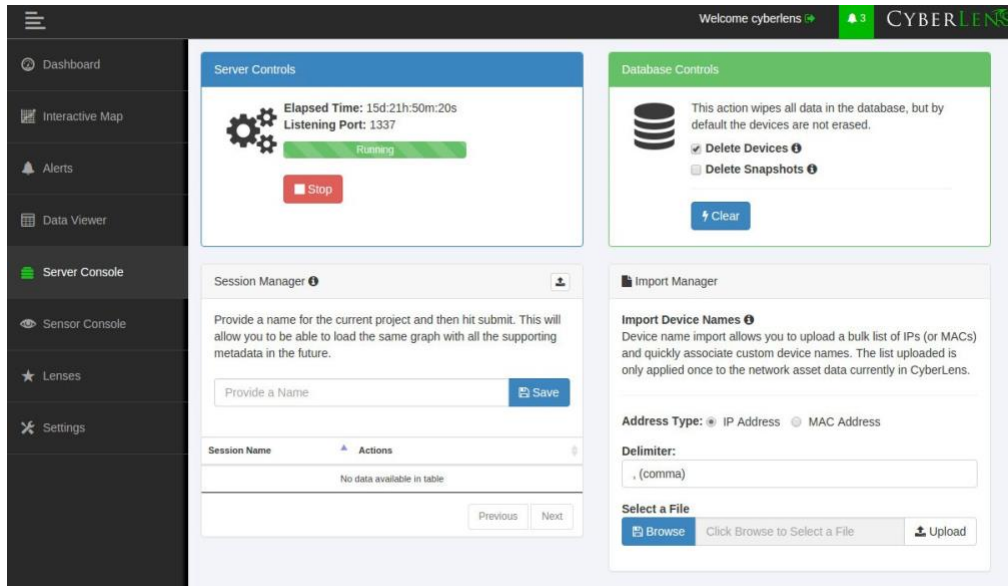 Welcome cyberlens
3
CYBERLENS
Dashboard
Interactive Map
Alerts
Data Viewer
Server Console
Sensor Console
Lenses
Settings
Server Controls
Elapsed Time: 15d:21h:50m:20s
Listening Port: 1337
Running
Stop
Database Controls
This action wipes all data in the database, but by
default the devices are not erased.
Delete Devices
Delete Snapshots
Clear
Session Manager
Provide a name for the current project and then hit submit. This will
allow you to be able to load the same graph with all the supporting
metadata in the future.
Provide a Name
Save
Session Name Actions
No data available in table
Previous Next
Import Manager
Import Device Names
Device name import allows you to upload a bulk list of IPs (or MACs)
and quickly associate custom device names. The list uploaded is
only applied once to the network asset data currently in CyberLens.
Address Type: IP Address MAC Address
Delimiter:
, (comma)
Select a File
Browse Click Browse to Select a File Upload